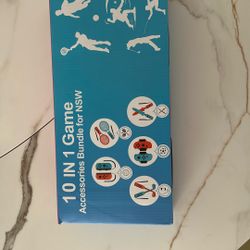 10 IN 1 Game
Accessories Bundle for NSW